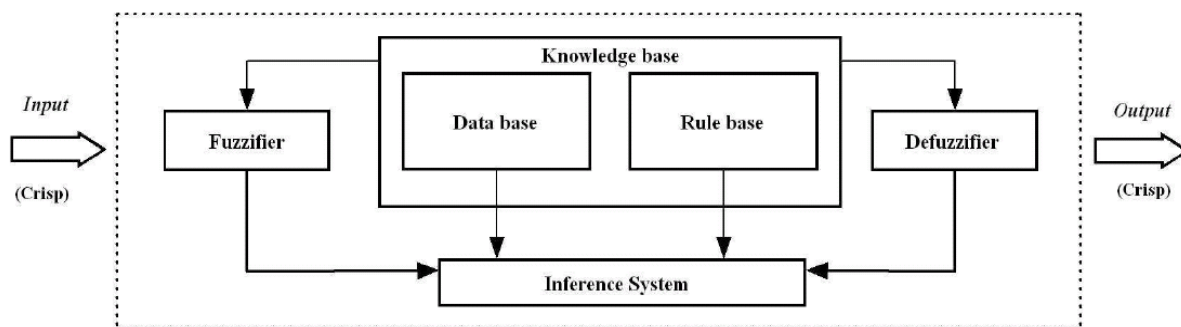 Knowledge base
Input
Data base
Rule base
Fuzzifier
Defuzzifier
Output
(Crisp)
(Crisp)
Inference System